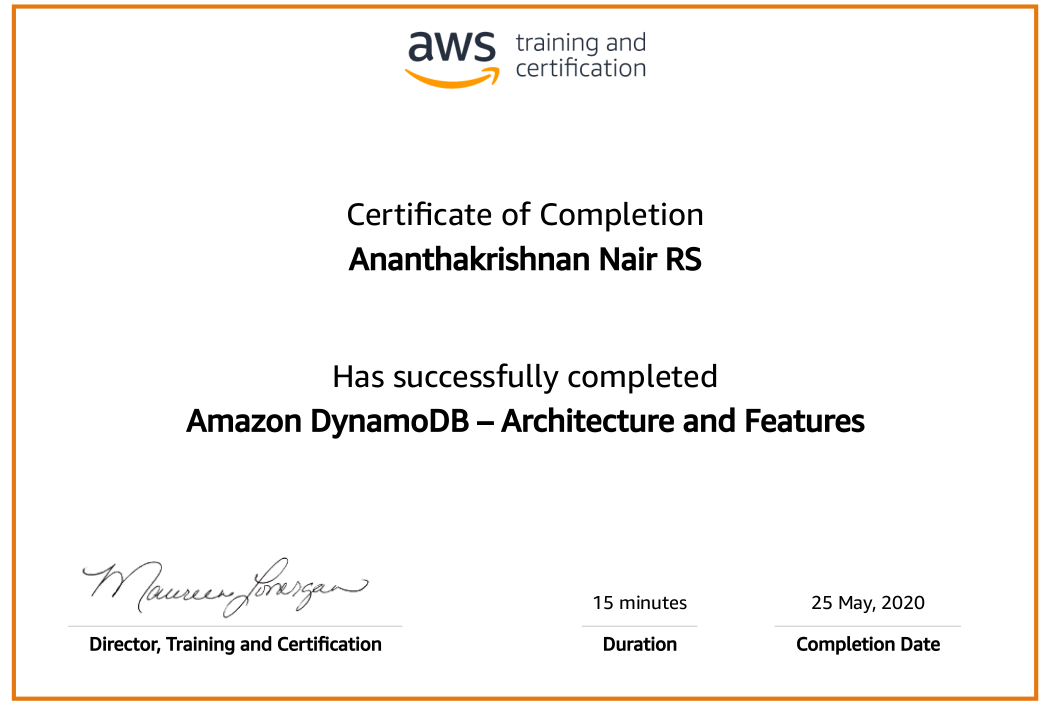 aws training and
certification
Certificate of Completion
Ananthakrishnan Nair RS
Has successfully completed
Amazon DynamoDB – Architecture and Features
Maureen Lonergan
15 minutes
25 May, 2020
Director, Training and Certification
Duration
Completion Date